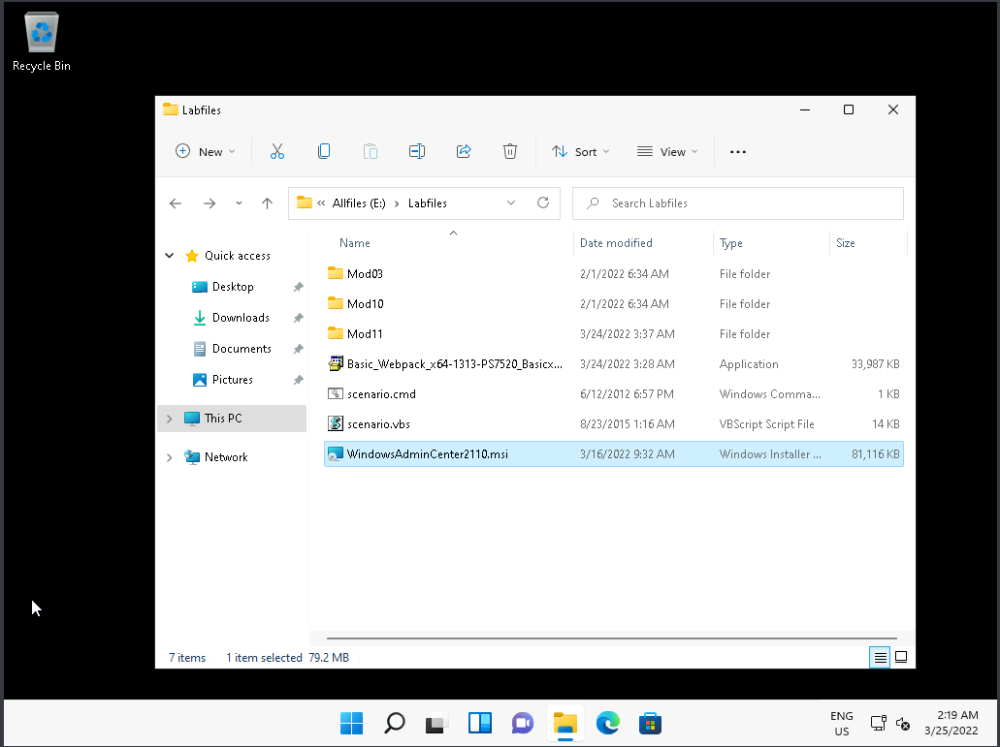 Recycle Bin
Labfiles
New
Sort
View
« Allfiles (E:) › Labfiles
Search Labfiles
Name Date modified Type Size
Quick access
Desktop
Downloads
Documents
Pictures
This PC
Network
Mod03 2/1/2022 6:34 AM File folder
Mod10 2/1/2022 6:34 AM File folder
Mod11 3/24/2022 3:37 AM File folder
Basic_Webpack_x64-1313-PS7520_Basicx... 3/24/2022 3:28 AM Application 33,987 KB
scenario.cmd 6/12/2012 6:57 PM Windows Comma... 1 KB
scenario.vbs 8/23/2015 1:16 AM VBScript Script File 14 KB
WindowsAdminCenter2110.msi 3/16/2022 9:32 AM Windows Installer ... 81,116 KB
7 items 1 item selected 79.2 MB
ENG
US
2:19 AM
3/25/2022